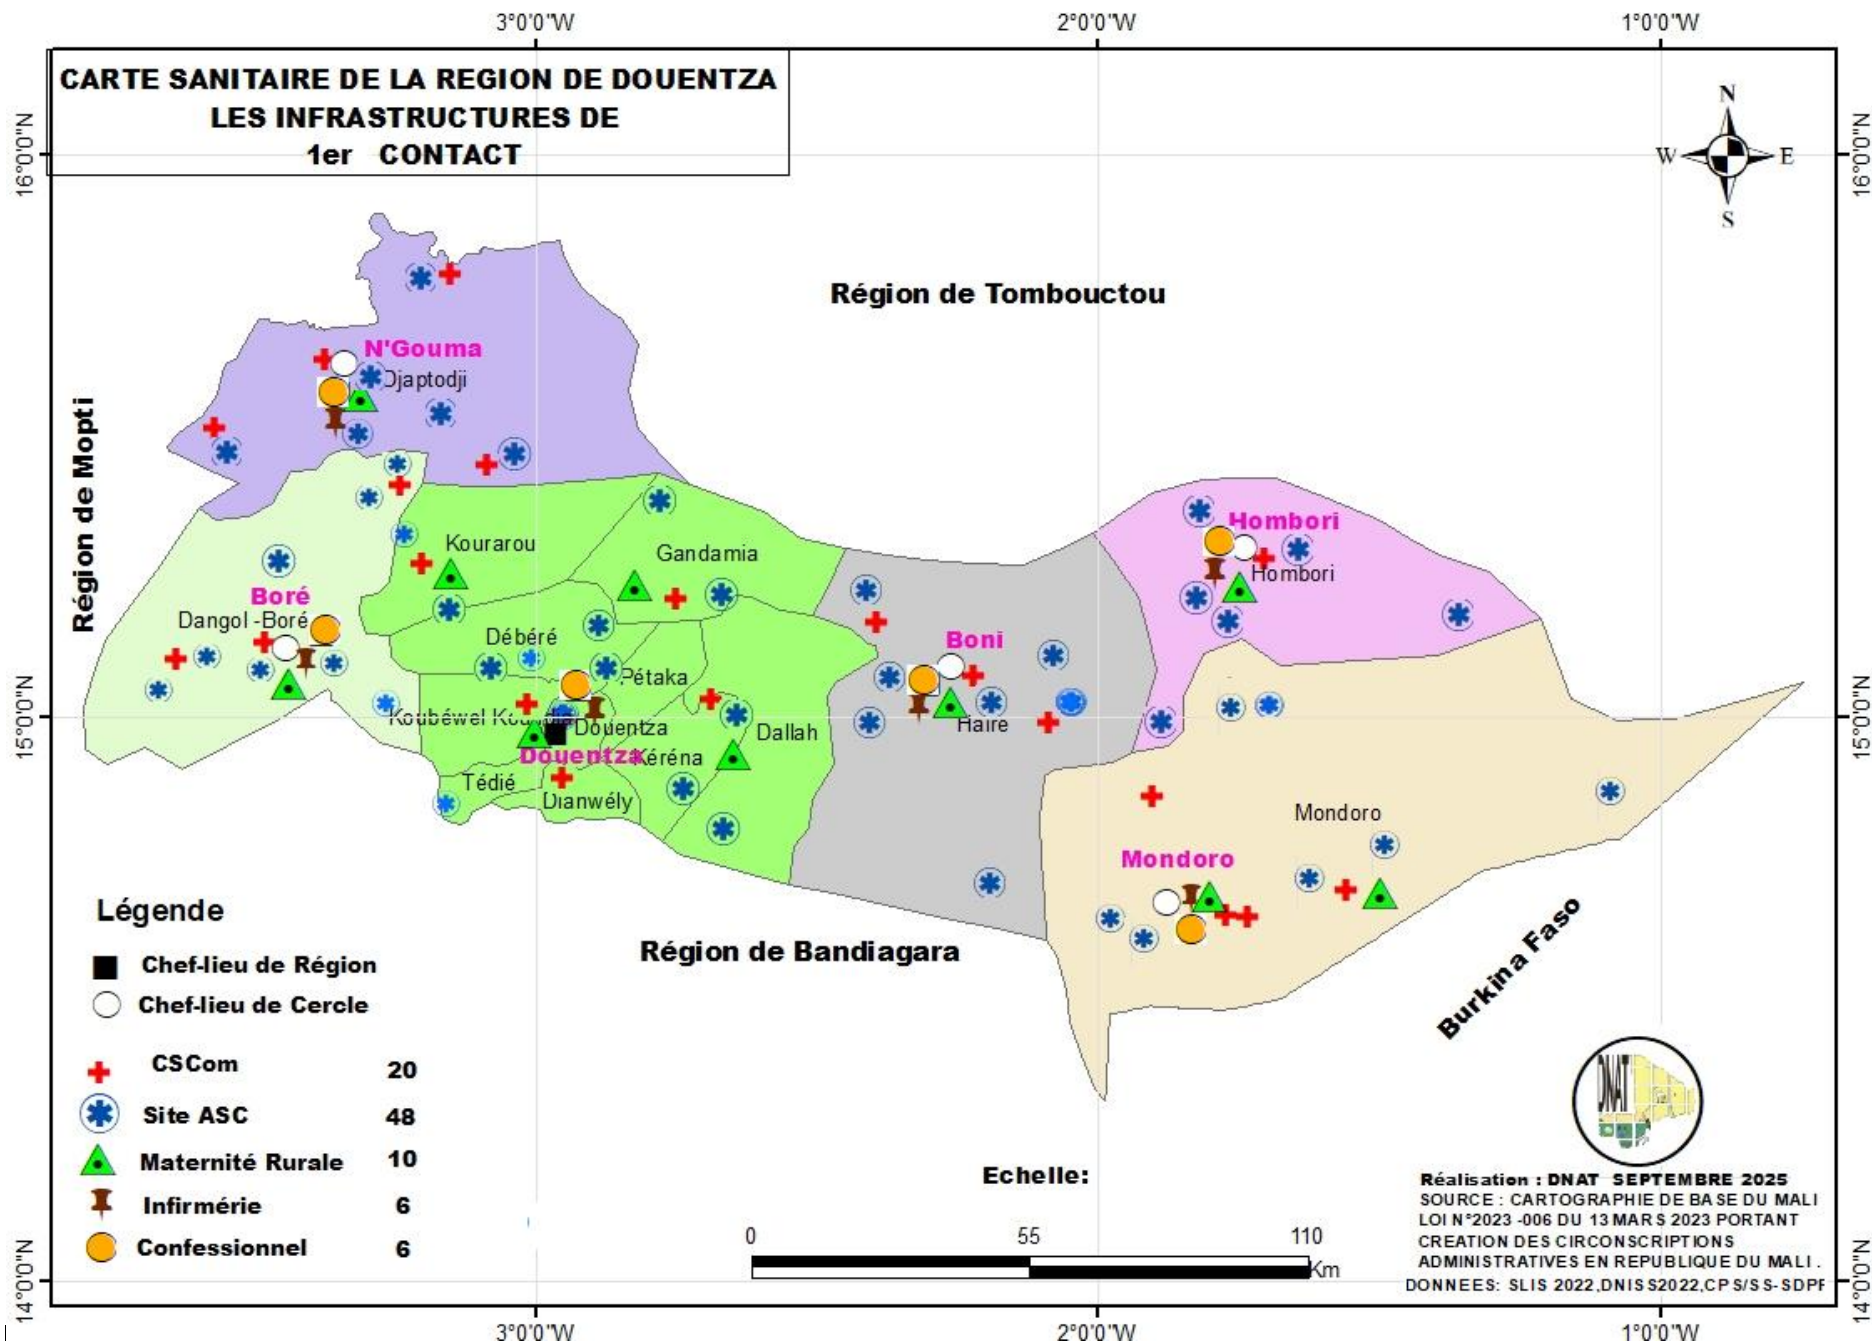 3°0'0"W 2°0'0"W 1°0'0"W
CARTE SANITAIRE DE LA REGION DE DOUENTZA
LES INFRASTRUCTURES DE
1er CONTACT
16°0'0"N
16°0'0"N
N
W E
S
Région de Tombouctou
N'Gouma
Djaptodji
Région de Mopti
Hombori
Hombori
Kourarou
Gandamia
Boré
Dangol -Boré
Débéré
Boni
Pétaka
15°0'0"N
15°0'0"N
Koubéwel Koundia
Douentza
Dallah
Haire
Douentza
Kéréna
Tédié
Dianwély
Mondoro
Mondoro
Région de Bandiagara
Burkina Faso
Légende
Chef-lieu de Région
Chef-lieu de Cercle
CSCom 20
Site ASC 48
Maternité Rurale 10
Infirmérie 6
Confessionnel 6
DNAT
Echelle:
0 55 110
Km
Réalisation : DNAT SEPTEMBRE 2025
SOURCE : CARTOGRAPHIE DE BASE DU MALI
LOI N°2023 -006 DU 13 MARS 2023 PORTANT
CREATION DES CIRCONSCRIPTIONS
ADMINISTRATIVES EN REPUBLIQUE DU MALI .
DONNEES: SLIS 2022,DNISS2022,CPS/SS-SDPF
14°0'0"N
14°0'0"N
3°0'0"W 2°0'0"W 1°0'0"W